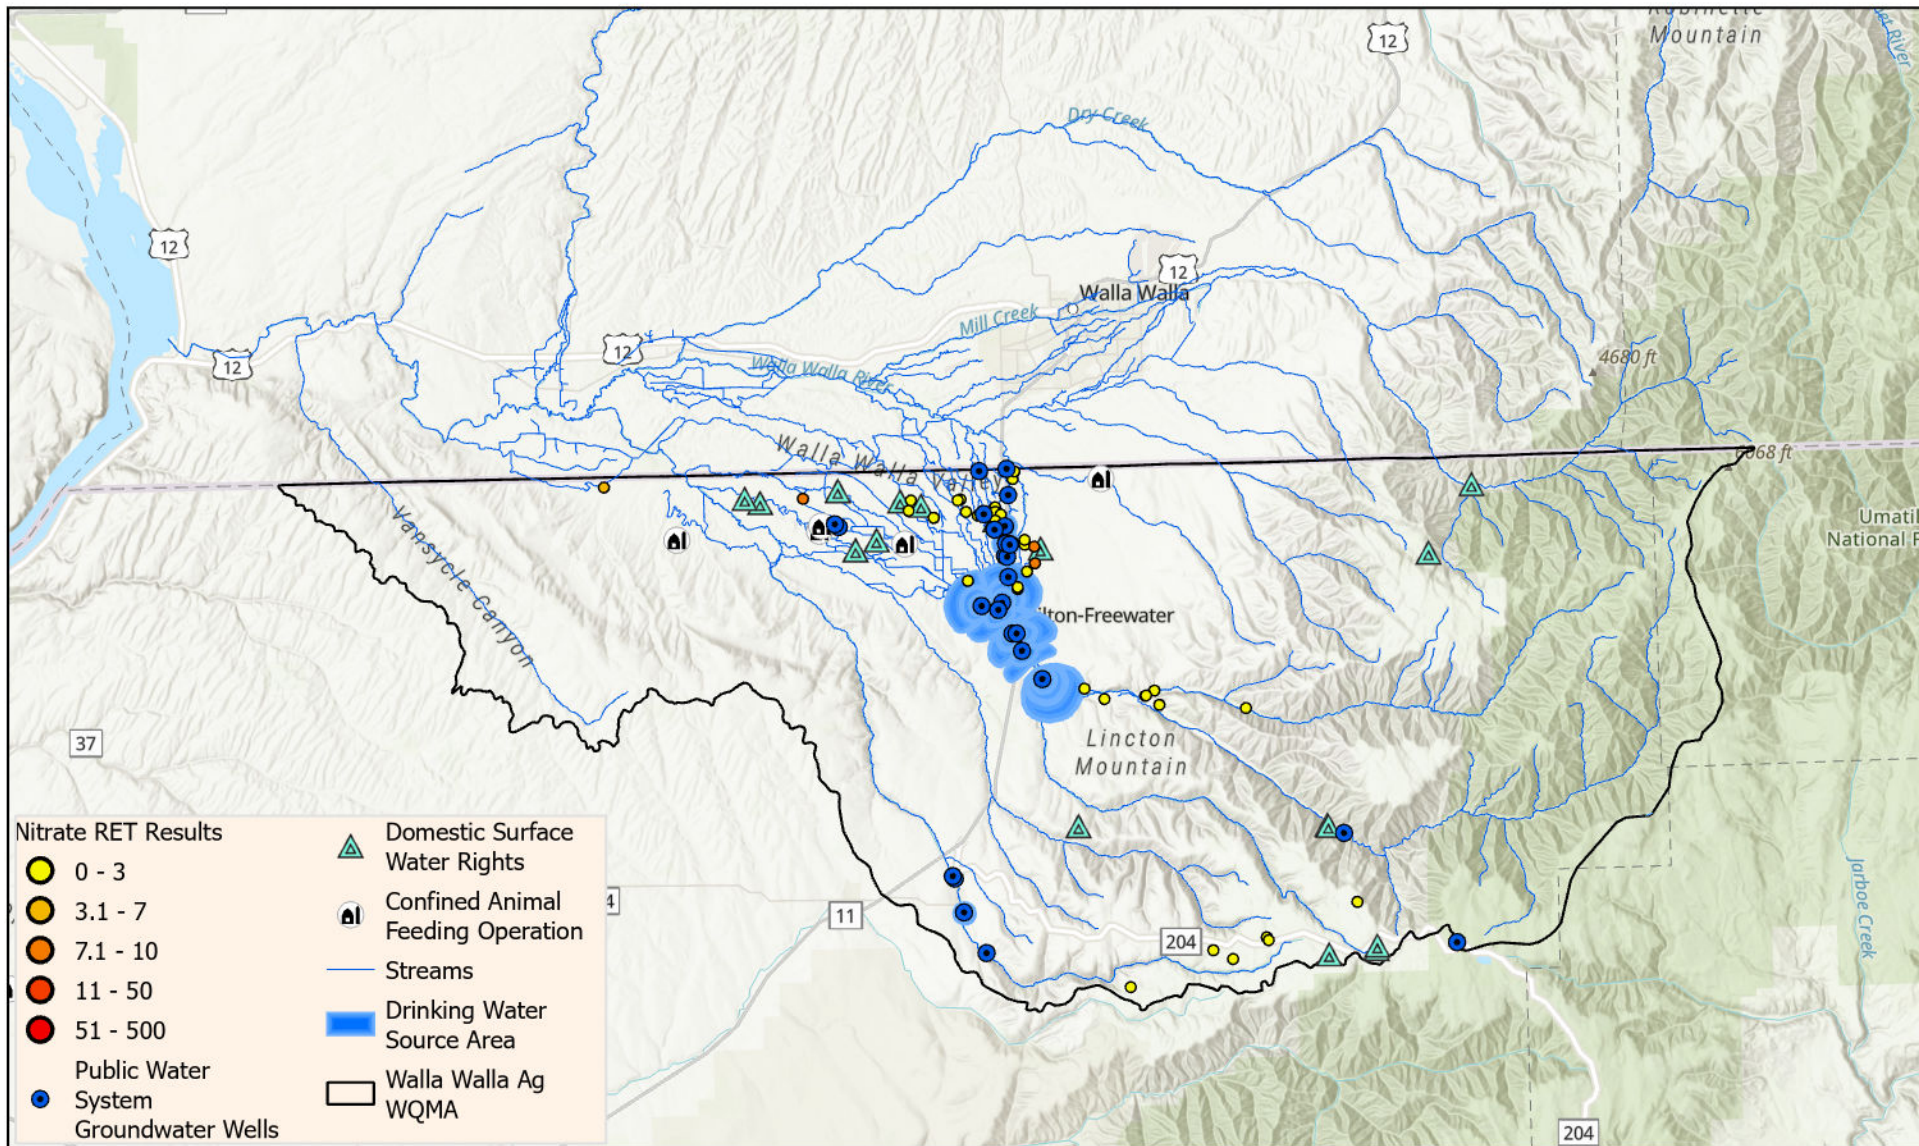 Mountain
12
Dry Creek
12
12
Walla Walla
Mill Creek
12
12
Walla Walla River
4680 ft
Walla Walla Valley
6068 ft
Vansycle Canyon
Umatil
National F
ilton-Freewater
37
Lincton
Mountain
11
204
Jarboe Creek
204
4
Nitrate RET Results
0 - 3
3.1 - 7
7.1 - 10
11 - 50
51 - 500
Public Water
System
Groundwater Wells
Domestic Surface
Water Rights
Confined Animal
Feeding Operation
Streams
Drinking Water
Source Area
Walla Walla Ag
WQMA